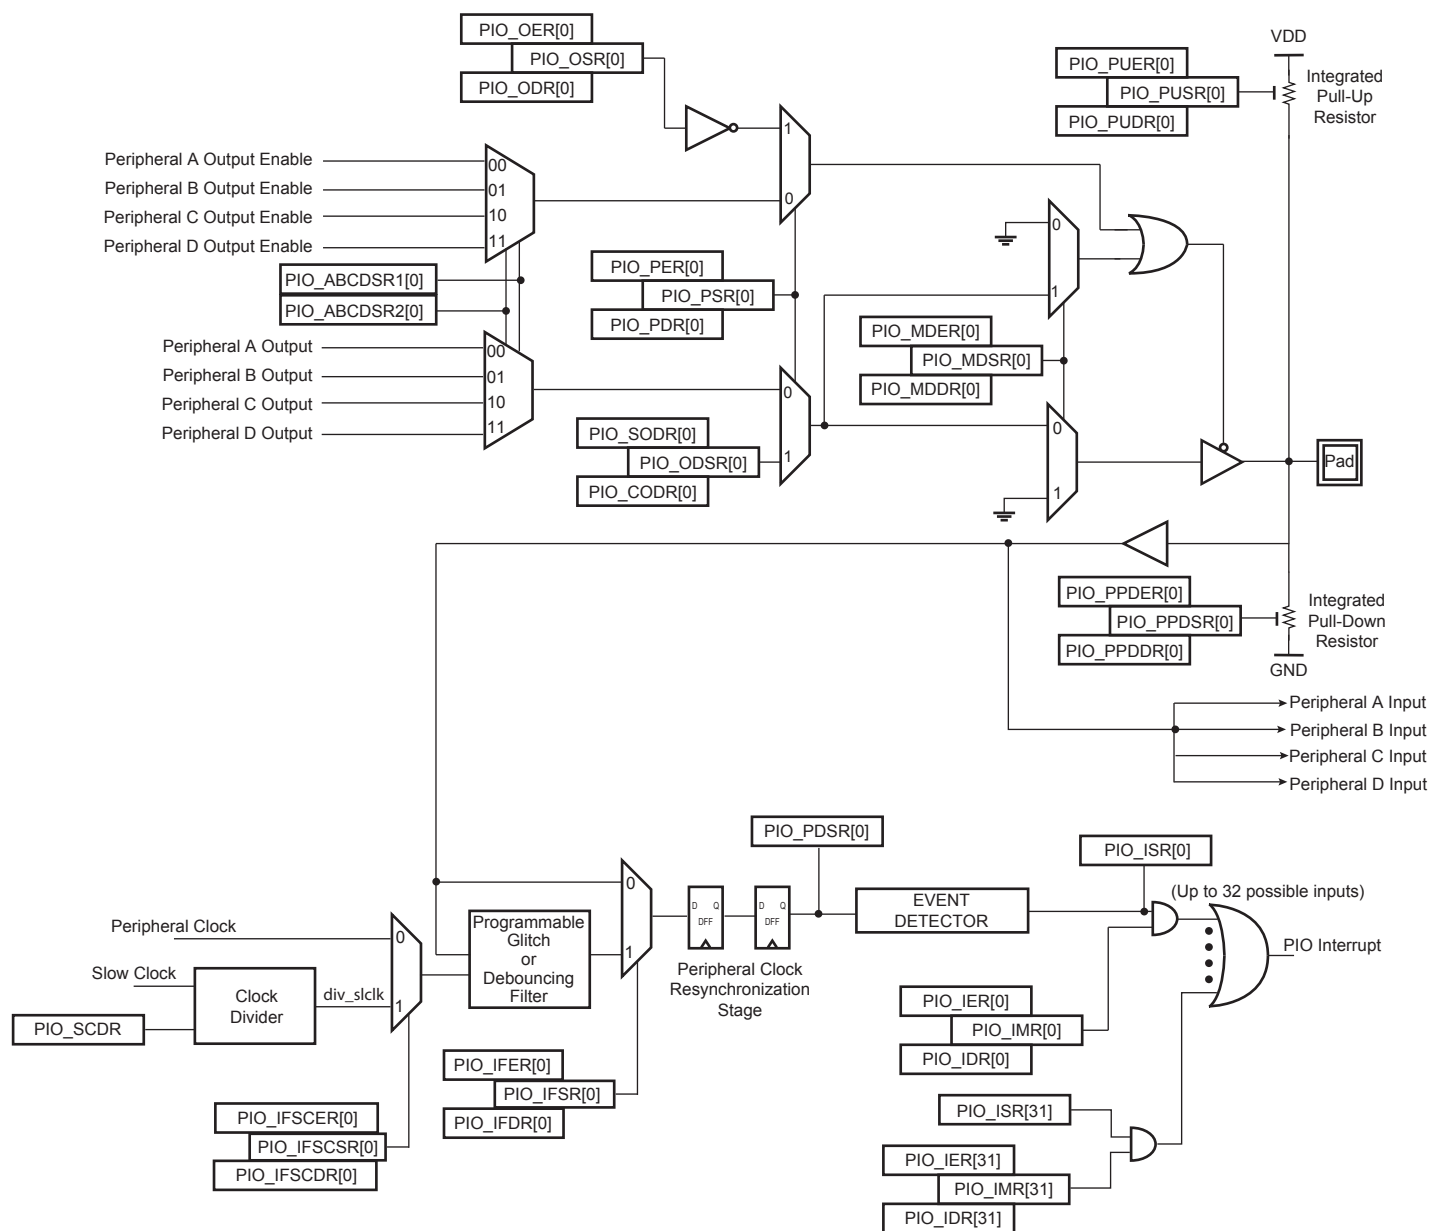 PIO_OER[0]
PIO_OSR[0]
PIO_ODR[0]
VDD
PIO_PUER[0]
PIO_PUSR[0]
PIO_PUDR[0]
Integrated
Pull-Up
Resistor
1
0
Peripheral A Output Enable
Peripheral B Output Enable
Peripheral C Output Enable
Peripheral D Output Enable
00
01
10
11
PIO_ABCDSR1[0]
PIO_ABCDSR2[0]
PIO_PER[0]
PIO_PSR[0]
PIO_PDR[0]
0
1
PIO_MDER[0]
PIO_MDSR[0]
PIO_MDDR[0]
Peripheral A Output
Peripheral B Output
Peripheral C Output
Peripheral D Output
00
01
10
11
0
1
PIO_SODR[0]
PIO_ODSR[0]
PIO_CODR[0]
0
1
Pad
PIO_PPDER[0]
PIO_PPDSR[0]
PIO_PPDDR[0]
Integrated
Pull-Down
Resistor
GND
Peripheral A Input
Peripheral B Input
Peripheral C Input
Peripheral D Input
PIO_PDSR[0]
PIO_ISR[0]
(Up to 32 possible inputs)
0
1
D Q
DFF
D Q
DFF
EVENT
DETECTOR
PIO Interrupt
Peripheral Clock
Resynchronization
Stage
Peripheral Clock
Slow Clock
Clock
Divider
div_slclk
PIO_SCDR
0
1
Programmable
Glitch
or
Debouncing
Filter
PIO_IER[0]
PIO_IMR[0]
PIO_IDR[0]
PIO_IFER[0]
PIO_IFSR[0]
PIO_IFDR[0]
PIO_IFSCER[0]
PIO_IFSCSR[0]
PIO_IFSCDR[0]
PIO_ISR[31]
PIO_IER[31]
PIO_IMR[31]
PIO_IDR[31]